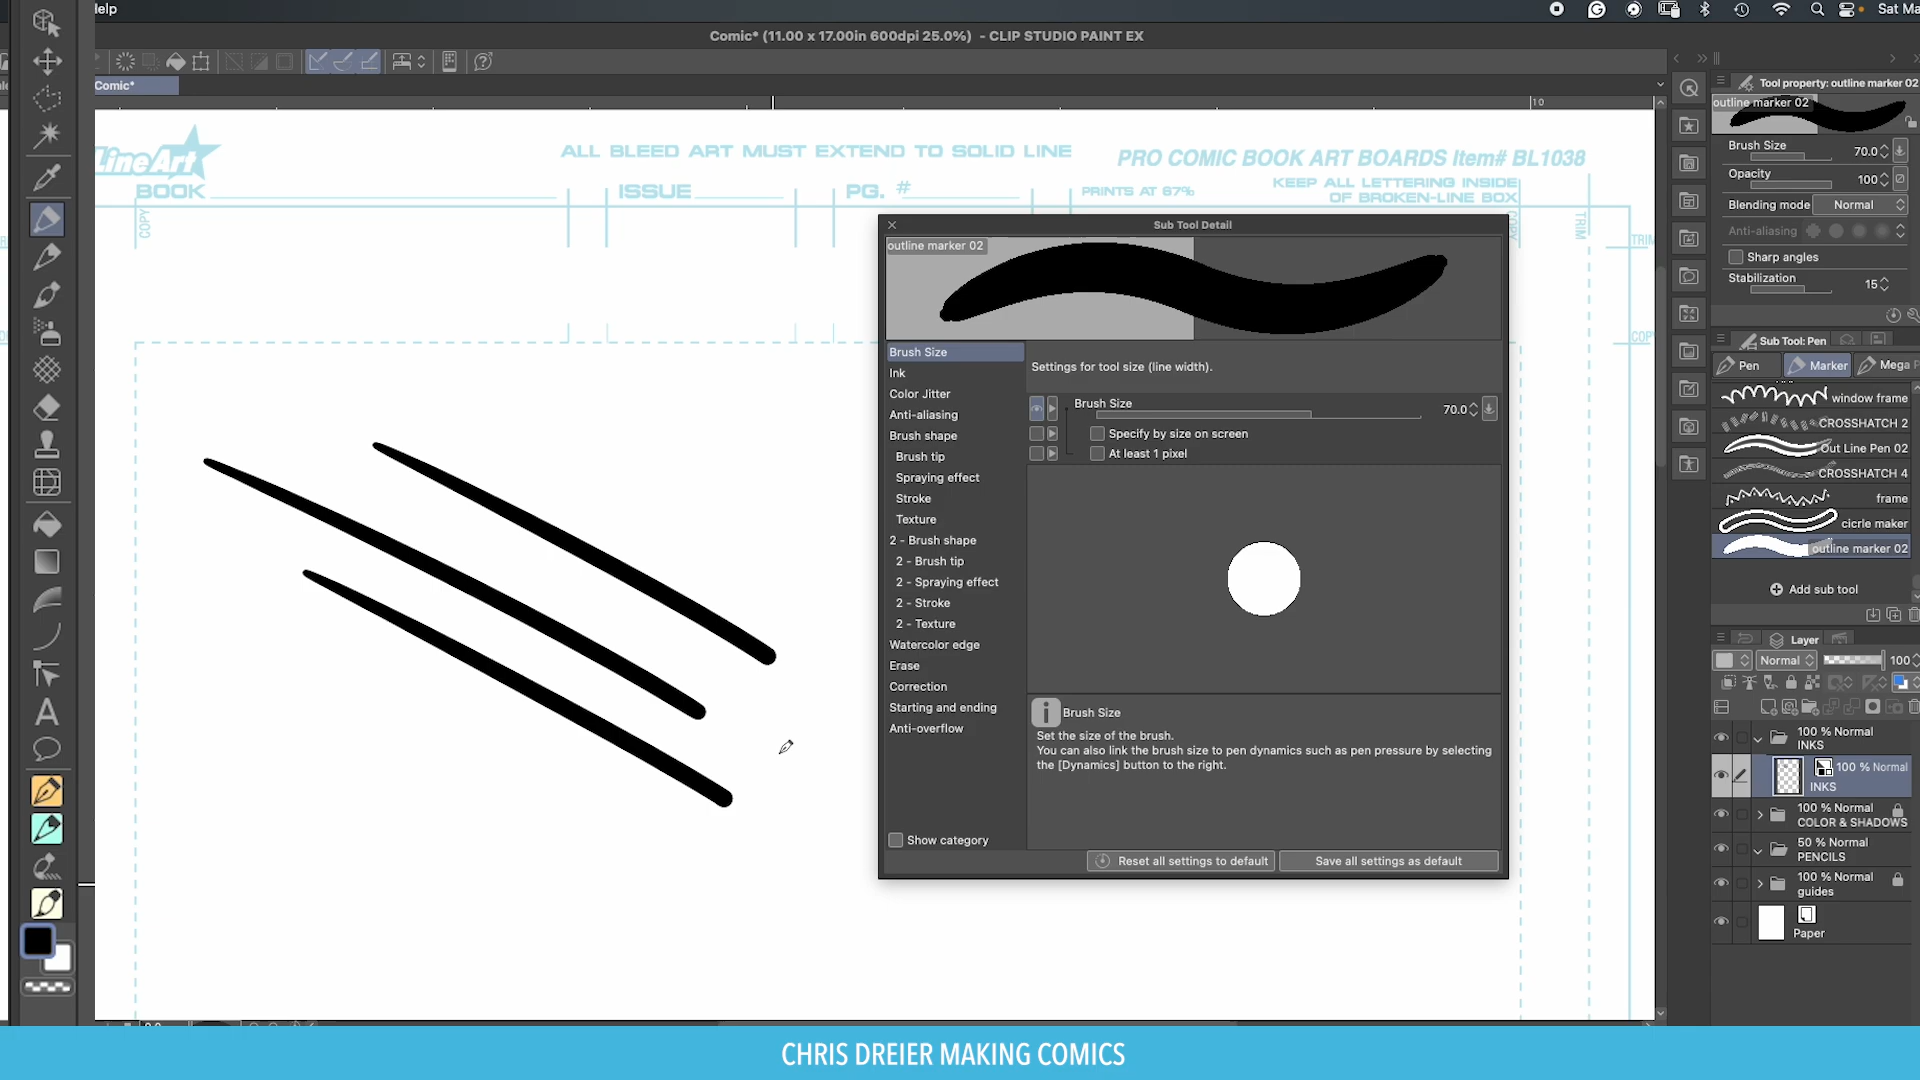 Help
Sat Ma
Comic* (11.00 x 17.00in 600dpi 25.0%) - CLIP STUDIO PAINT EX
Comic*
10
LineArt
ALL BLEED ART MUST EXTEND TO SOLID LINE
PRO COMIC BOOK ART BOARDS Item# BL1038
BOOK
ISSUE
PG. #
PRINTS AT 67%
KEEP ALL LETTERING INSIDE
OF BROKEN-LINE BOX
COPY
COPY
TRIM
TRIM
COPY
Sub Tool Detail
outline marker 02
Brush Size
Ink
Color Jitter
Anti-aliasing
Brush shape
Brush tip
Spraying effect
Stroke
Texture
2 - Brush shape
2 - Brush tip
2 - Spraying effect
2 - Stroke
2 - Texture
Watercolor edge
Erase
Correction
Starting and ending
Anti-overflow
Show category
Settings for tool size (line width).
Brush Size
70.0
Specify by size on screen
At least 1 pixel
Brush Size
Set the size of the brush.
You can also link the brush size to pen dynamics such as pen pressure by selecting
the [Dynamics] button to the right.
Reset all settings to default
Save all settings as default
Tool property: outline marker 02
outline marker 02
Brush Size 70.0
Opacity 100
Blending mode Normal
Anti-aliasing
Sharp angles
Stabilization 15
Sub Tool: Pen
Pen
Marker
Mega
window frame
CROSSHATCH 2
Out Line Pen 02
CROSSHATCH 4
frame
cicrle maker
outline marker 02
Add sub tool
Layer
Normal 100
100 % Normal
INKS
100 % Normal
INKS
100 % Normal
COLOR & SHADOWS
50 % Normal
PENCILS
100 % Normal
guides
Paper
CHRIS DREIER MAKING COMICS